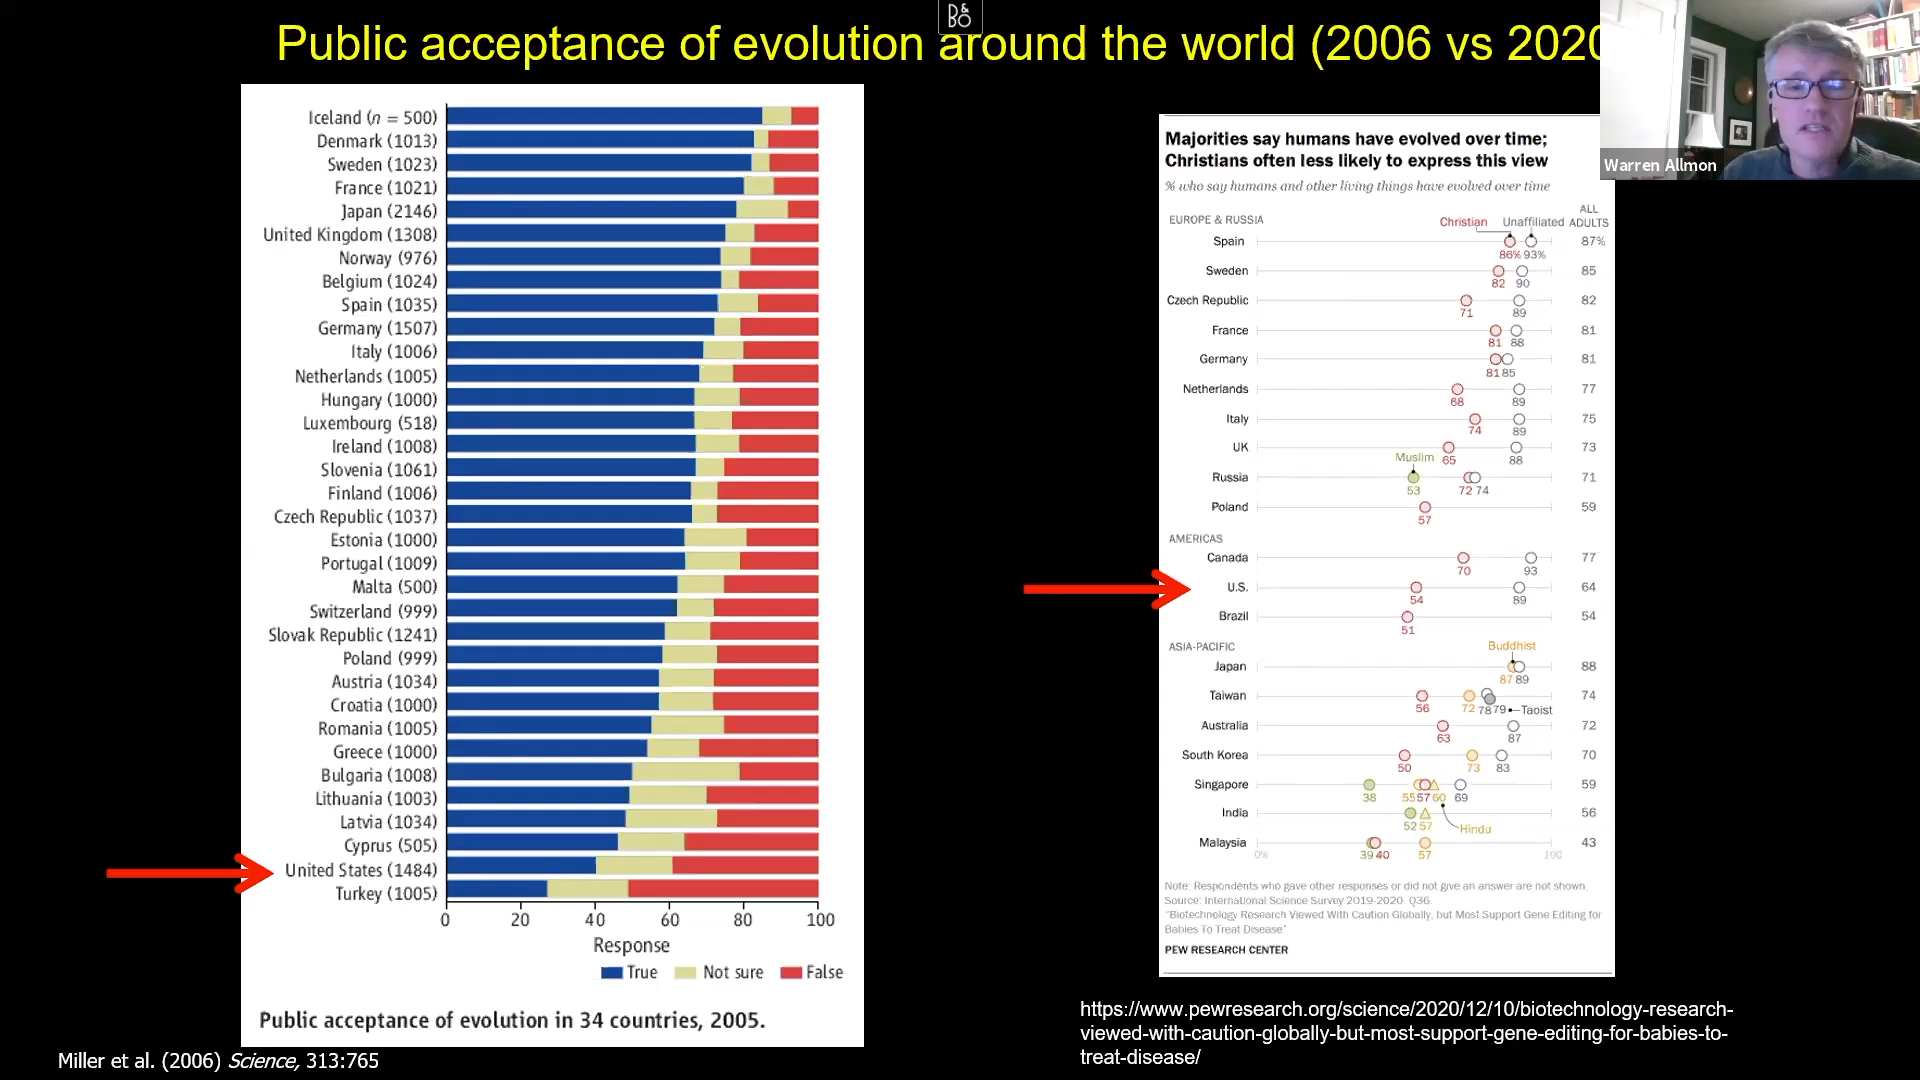 B&
O
Public acceptance of evolution around the world (2006 vs 2020
Warren Allmon
Iceland (n = 500)
Denmark (1013)
Sweden (1023)
France (1021)
Japan (2146)
United Kingdom (1308)
Norway (976)
Belgium (1024)
Spain (1035)
Germany (1507)
Italy (1006)
Netherlands (1005)
Hungary (1000)
Luxembourg (518)
Ireland (1008)
Slovenia (1061)
Finland (1006)
Czech Republic (1037)
Estonia (1000)
Portugal (1009)
Malta (500)
Switzerland (999)
Slovak Republic (1241)
Poland (999)
Austria (1034)
Croatia (1000)
Romania (1005)
Greece (1000)
Bulgaria (1008)
Lithuania (1003)
Latvia (1034)
Cyprus (505)
United States (1484)
Turkey (1005)
0 20 40 60 80 100
Response
True Not sure False
Public acceptance of evolution in 34 countries, 2005.
Miller et al. (2006) Science, 313:765
Majorities say humans have evolved over time;
Christians often less likely to express this view
% who say humans and other living things have evolved over time
ALL
EUROPE & RUSSIA Christian Unaffiliated ADULTS
Spain 87%
86% 93%
Sweden 85
82 90
Czech Republic 82
71 89
France 81
81 88
Germany 81
81 85
Netherlands 77
68 89
Italy 75
74 89
UK 73
Muslim 65 88
Russia 71
53 72 74
Poland 59
57
AMERICAS
Canada 77
70 93
U.S. 64
54 89
Brazil 54
51
ASIA-PACIFIC Buddhist
Japan 88
87 89
Taiwan 74
56 72 78 79 Taoist
Australia 72
63 87
South Korea 70
50 73 83
Singapore 59
38 55 57 60 69
India 56
52 57 Hindu
Malaysia 43
0% 39 40 57 100
Note: Respondents who gave other responses or did not give an answer are not shown.
Source: International Science Survey 2019-2020. Q36.
"Biotechnology Research Viewed With Caution Globally, but Most Support Gene Editing for
Babies To Treat Disease"
PEW RESEARCH CENTER
https://www.pewresearch.org/science/2020/12/10/biotechnology-research-
viewed-with-caution-globally-but-most-support-gene-editing-for-babies-to-
treat-disease/